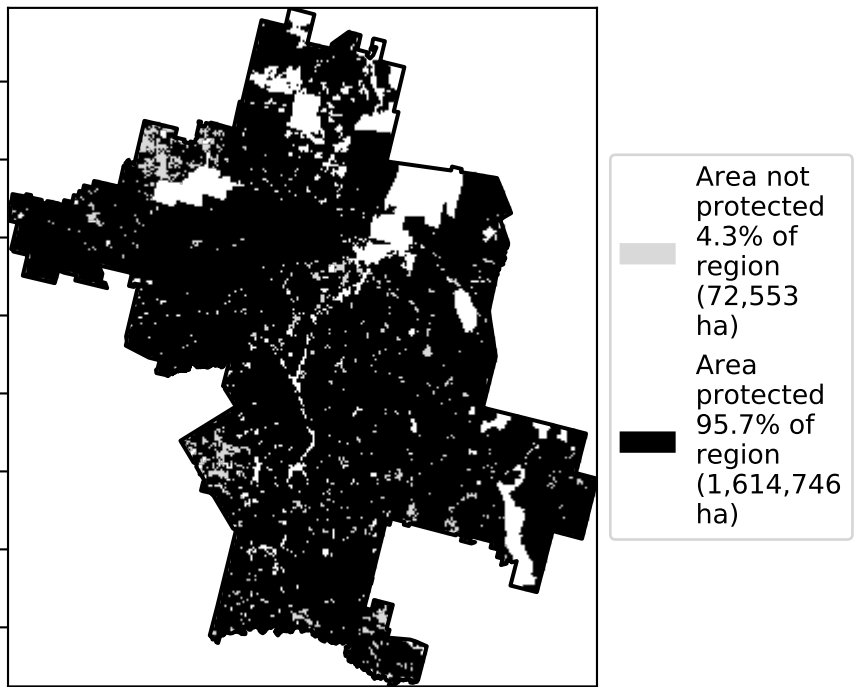 Area not
protected
4.3% of
region
(72,553
ha)
Area
protected
95.7% of
region
(1,614,746
ha)